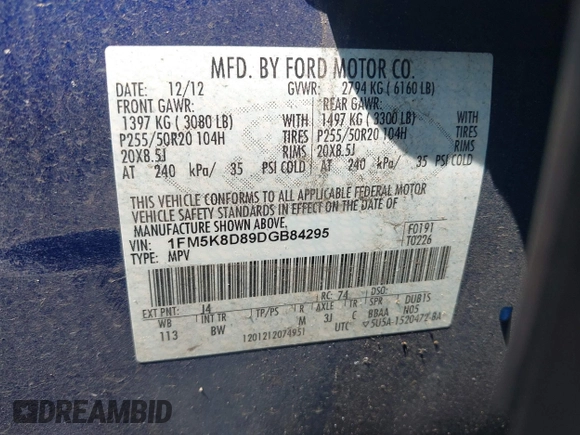 MFD. BY FORD MOTOR CO.
DATE: 12/12 GVWR: 2794 KG ( 6160 LB)
FRONT GAWR: REAR GAWR:
1397 KG ( 3080 LB) WITH 1497 KG ( 3300 LB) WITH
P255/50R20 104H TIRES P255/50R20 104H TIRES
20X8.5J RIMS 20X8.5J RIMS
AT 240 kPa/ 35 PSI COLD AT 240 kPa/ 35 PSI COLD
THIS VEHICLE CONFORMS TO ALL APPLICABLE FEDERAL MOTOR
VEHICLE SAFETY STANDARDS IN EFFECT ON THE DATE OF
MANUFACTURE SHOWN ABOVE.
VIN: 1FM5K8D89DGB84295 F0191
TYPE: MPV T0226
EXT PNT: J4 RC: 74 DSO:
WB INT TR TP/PS R AXLE TR SPR DUB1S
113 BW M 3J C BBAA N05
1201212074951 UTC 5U5A-1520472-BA
DREAMBID